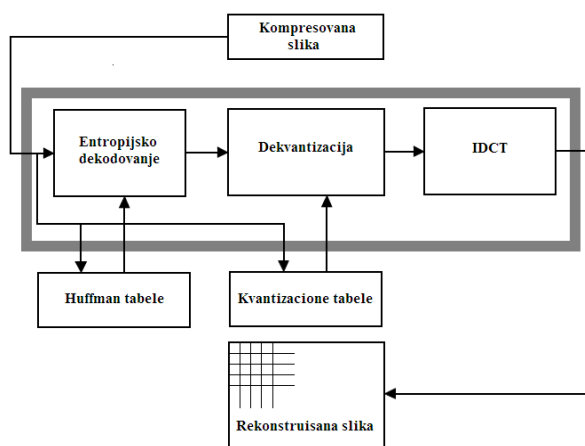 Kompresovana
slika
Entropijsko
dekodovanje
Dekvantizacija
IDCT
Huffman tabele
Kvantizacione tabele
Rekonstruisana slika